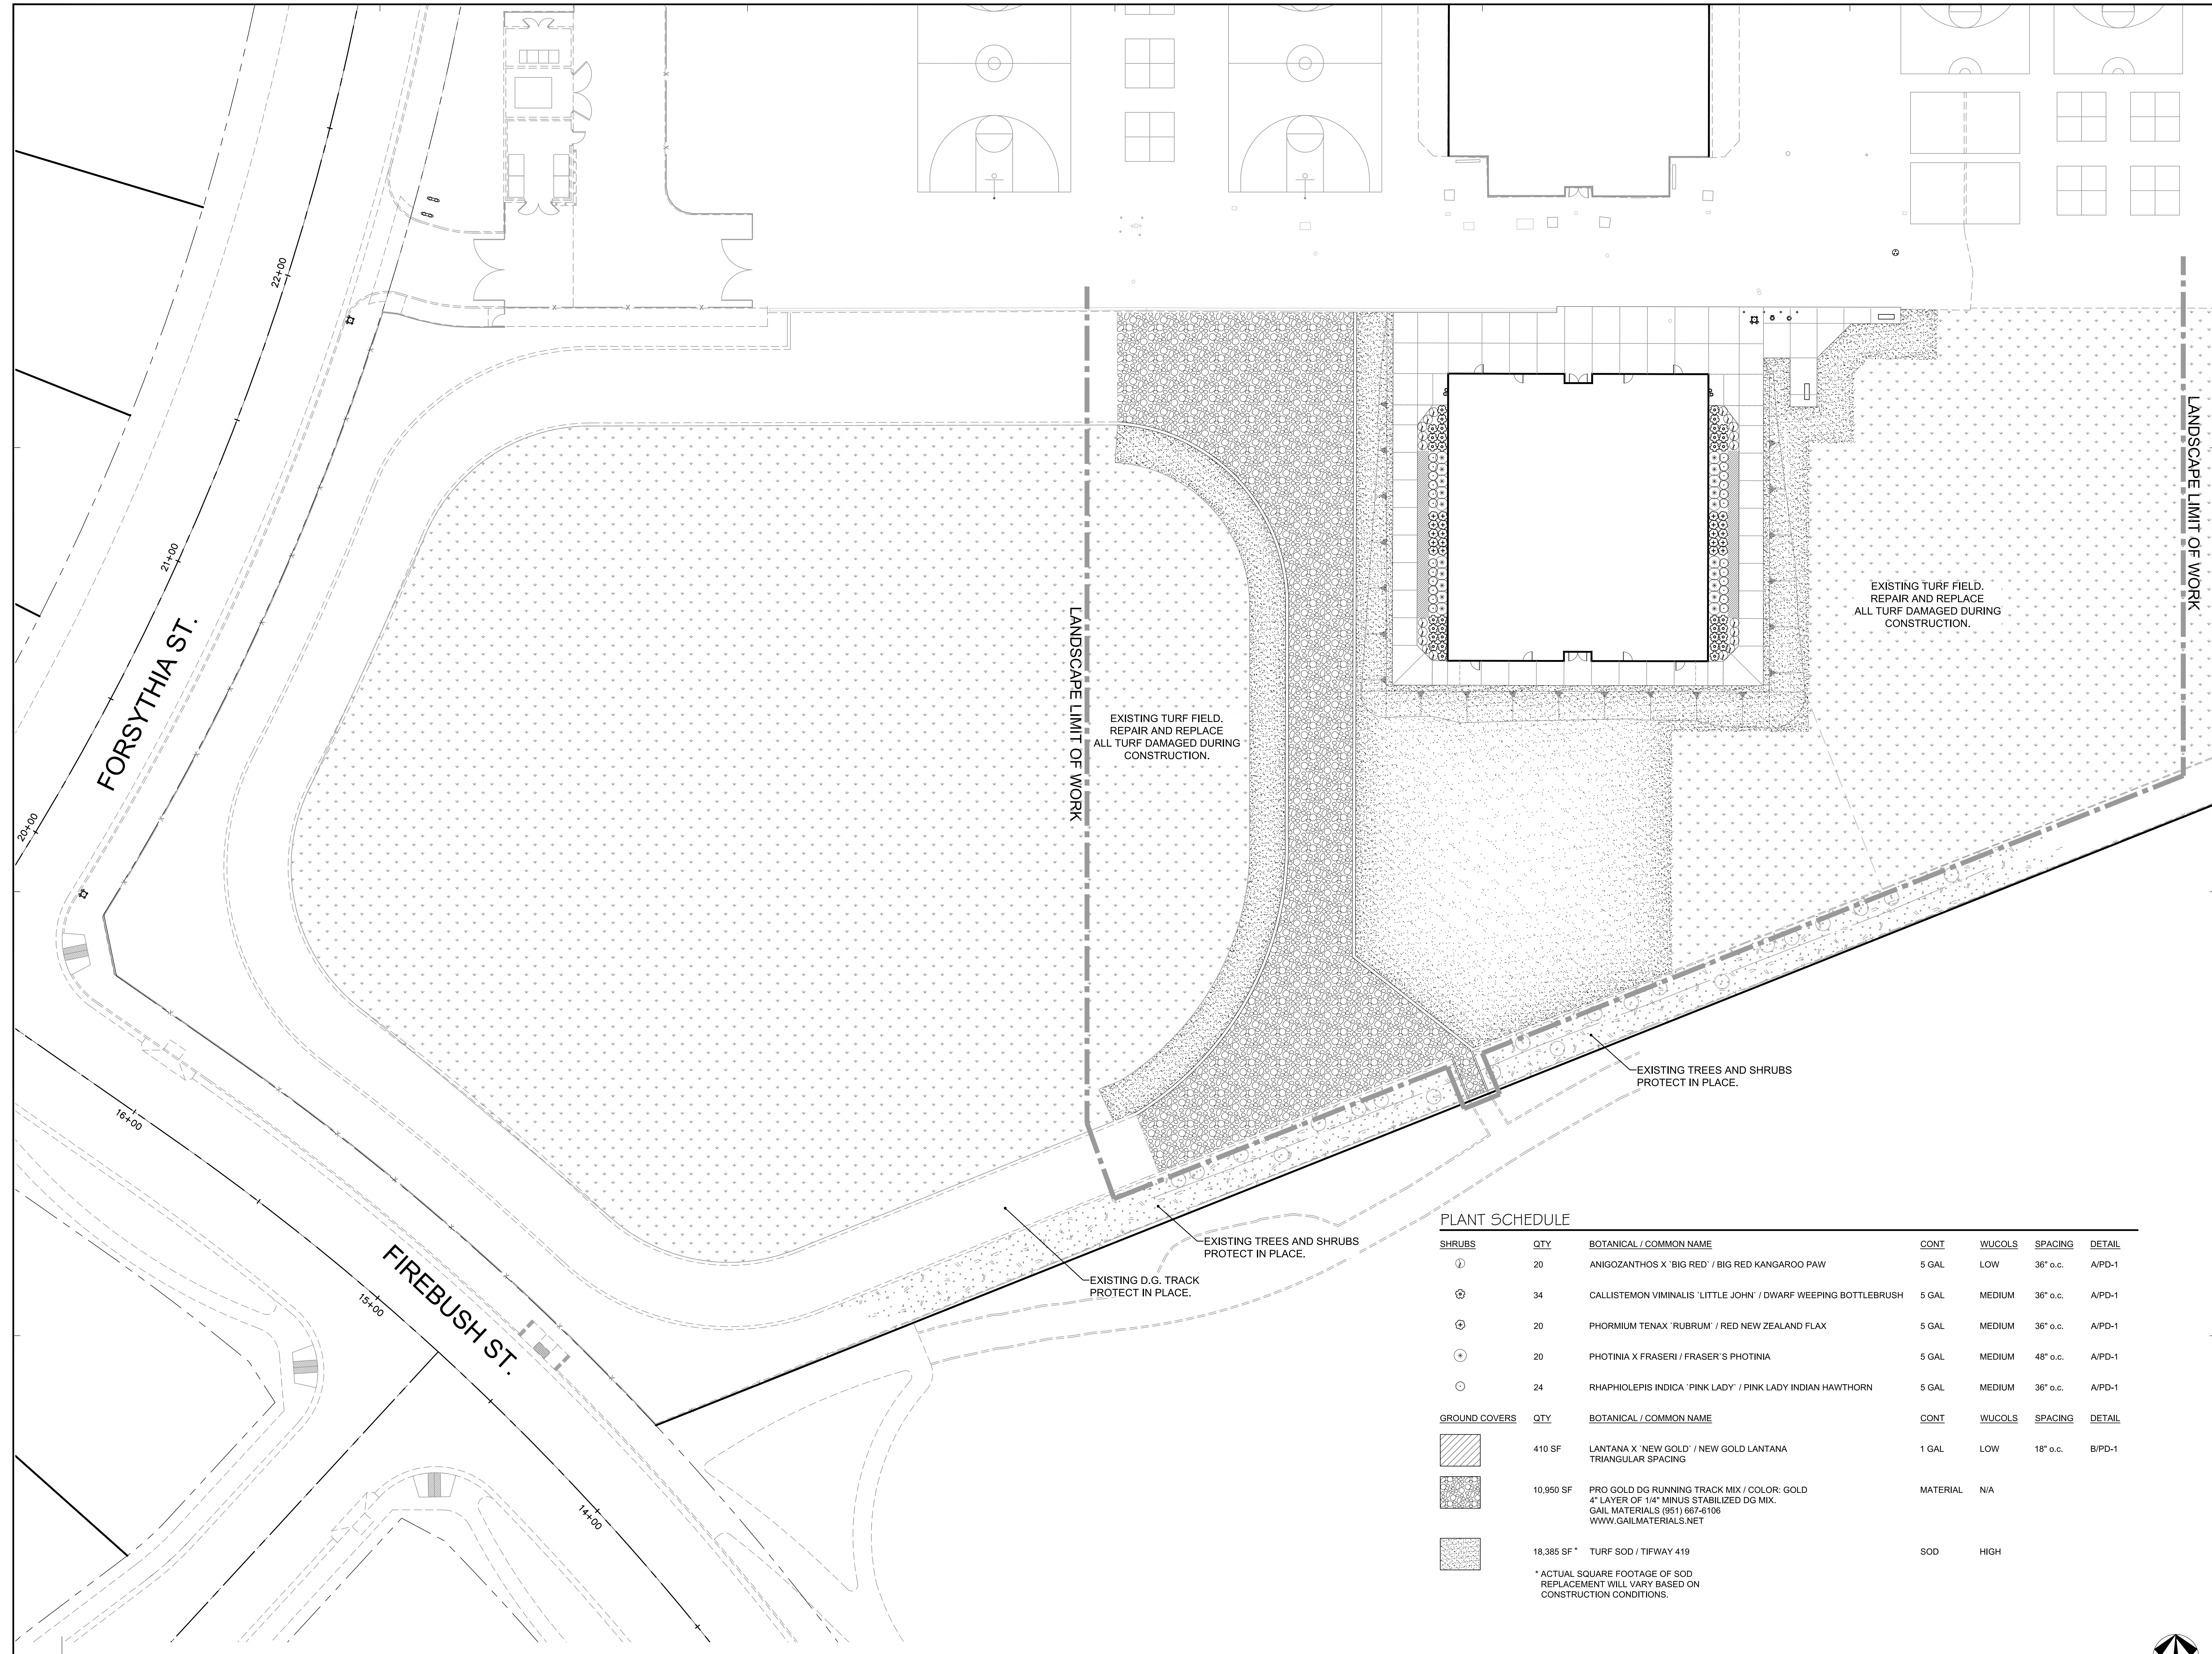 22+00
21+00
FORSYTHIA ST.
20+00
16+00
15+00
FIREBUSH ST.
14+00
LANDSCAPE LIMIT OF WORK
EXISTING TURF FIELD.
REPAIR AND REPLACE
ALL TURF DAMAGED DURING
CONSTRUCTION.
LANDSCAPE LIMIT OF WORK
EXISTING TURF FIELD.
REPAIR AND REPLACE
ALL TURF DAMAGED DURING
CONSTRUCTION.
EXISTING TREES AND SHRUBS
PROTECT IN PLACE.
EXISTING TREES AND SHRUBS
PROTECT IN PLACE.
EXISTING D.G. TRACK
PROTECT IN PLACE.
PLANT SCHEDULE
SHRUBS QTY BOTANICAL / COMMON NAME CONT WUCOLS SPACING DETAIL
20 ANIGOZANTHOS X `BIG RED` / BIG RED KANGAROO PAW 5 GAL LOW 36" o.c. A/PD-1
34 CALLISTEMON VIMINALIS `LITTLE JOHN` / DWARF WEEPING BOTTLEBRUSH 5 GAL MEDIUM 36" o.c. A/PD-1
20 PHORMIUM TENAX `RUBRUM` / RED NEW ZEALAND FLAX 5 GAL MEDIUM 36" o.c. A/PD-1
20 PHOTINIA X FRASERI / FRASER`S PHOTINIA 5 GAL MEDIUM 48" o.c. A/PD-1
24 RHAPHIOLEPIS INDICA `PINK LADY` / PINK LADY INDIAN HAWTHORN 5 GAL MEDIUM 36" o.c. A/PD-1
GROUND COVERS QTY BOTANICAL / COMMON NAME CONT WUCOLS SPACING DETAIL
410 SF LANTANA X `NEW GOLD` / NEW GOLD LANTANA 1 GAL LOW 18" o.c. B/PD-1
TRIANGULAR SPACING
10,950 SF PRO GOLD DG RUNNING TRACK MIX / COLOR: GOLD MATERIAL N/A
4" LAYER OF 1/4" MINUS STABILIZED DG MIX.
GAIL MATERIALS (951) 667-6106
WWW.GAILMATERIALS.NET
18,385 SF * TURF SOD / TIFWAY 419 SOD HIGH
* ACTUAL SQUARE FOOTAGE OF SOD
REPLACEMENT WILL VARY BASED ON
CONSTRUCTION CONDITIONS.